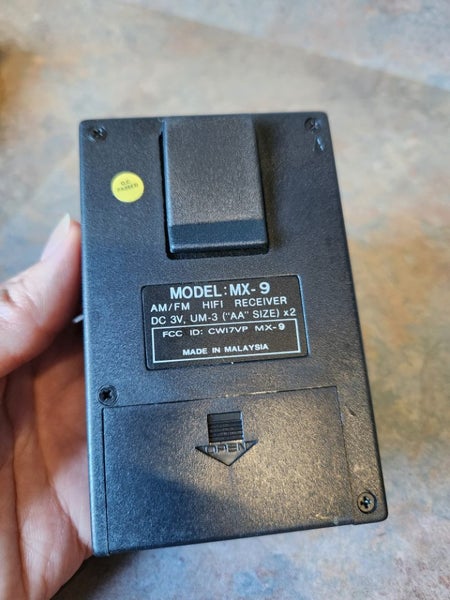 Q.C.
PASSED
MODEL: MX-9
AM/FM HIFI RECEIVER
DC 3V, UM-3 ("AA" SIZE) x2
FCC ID: CWI7VP MX-9
MADE IN MALAYSIA
OPEN